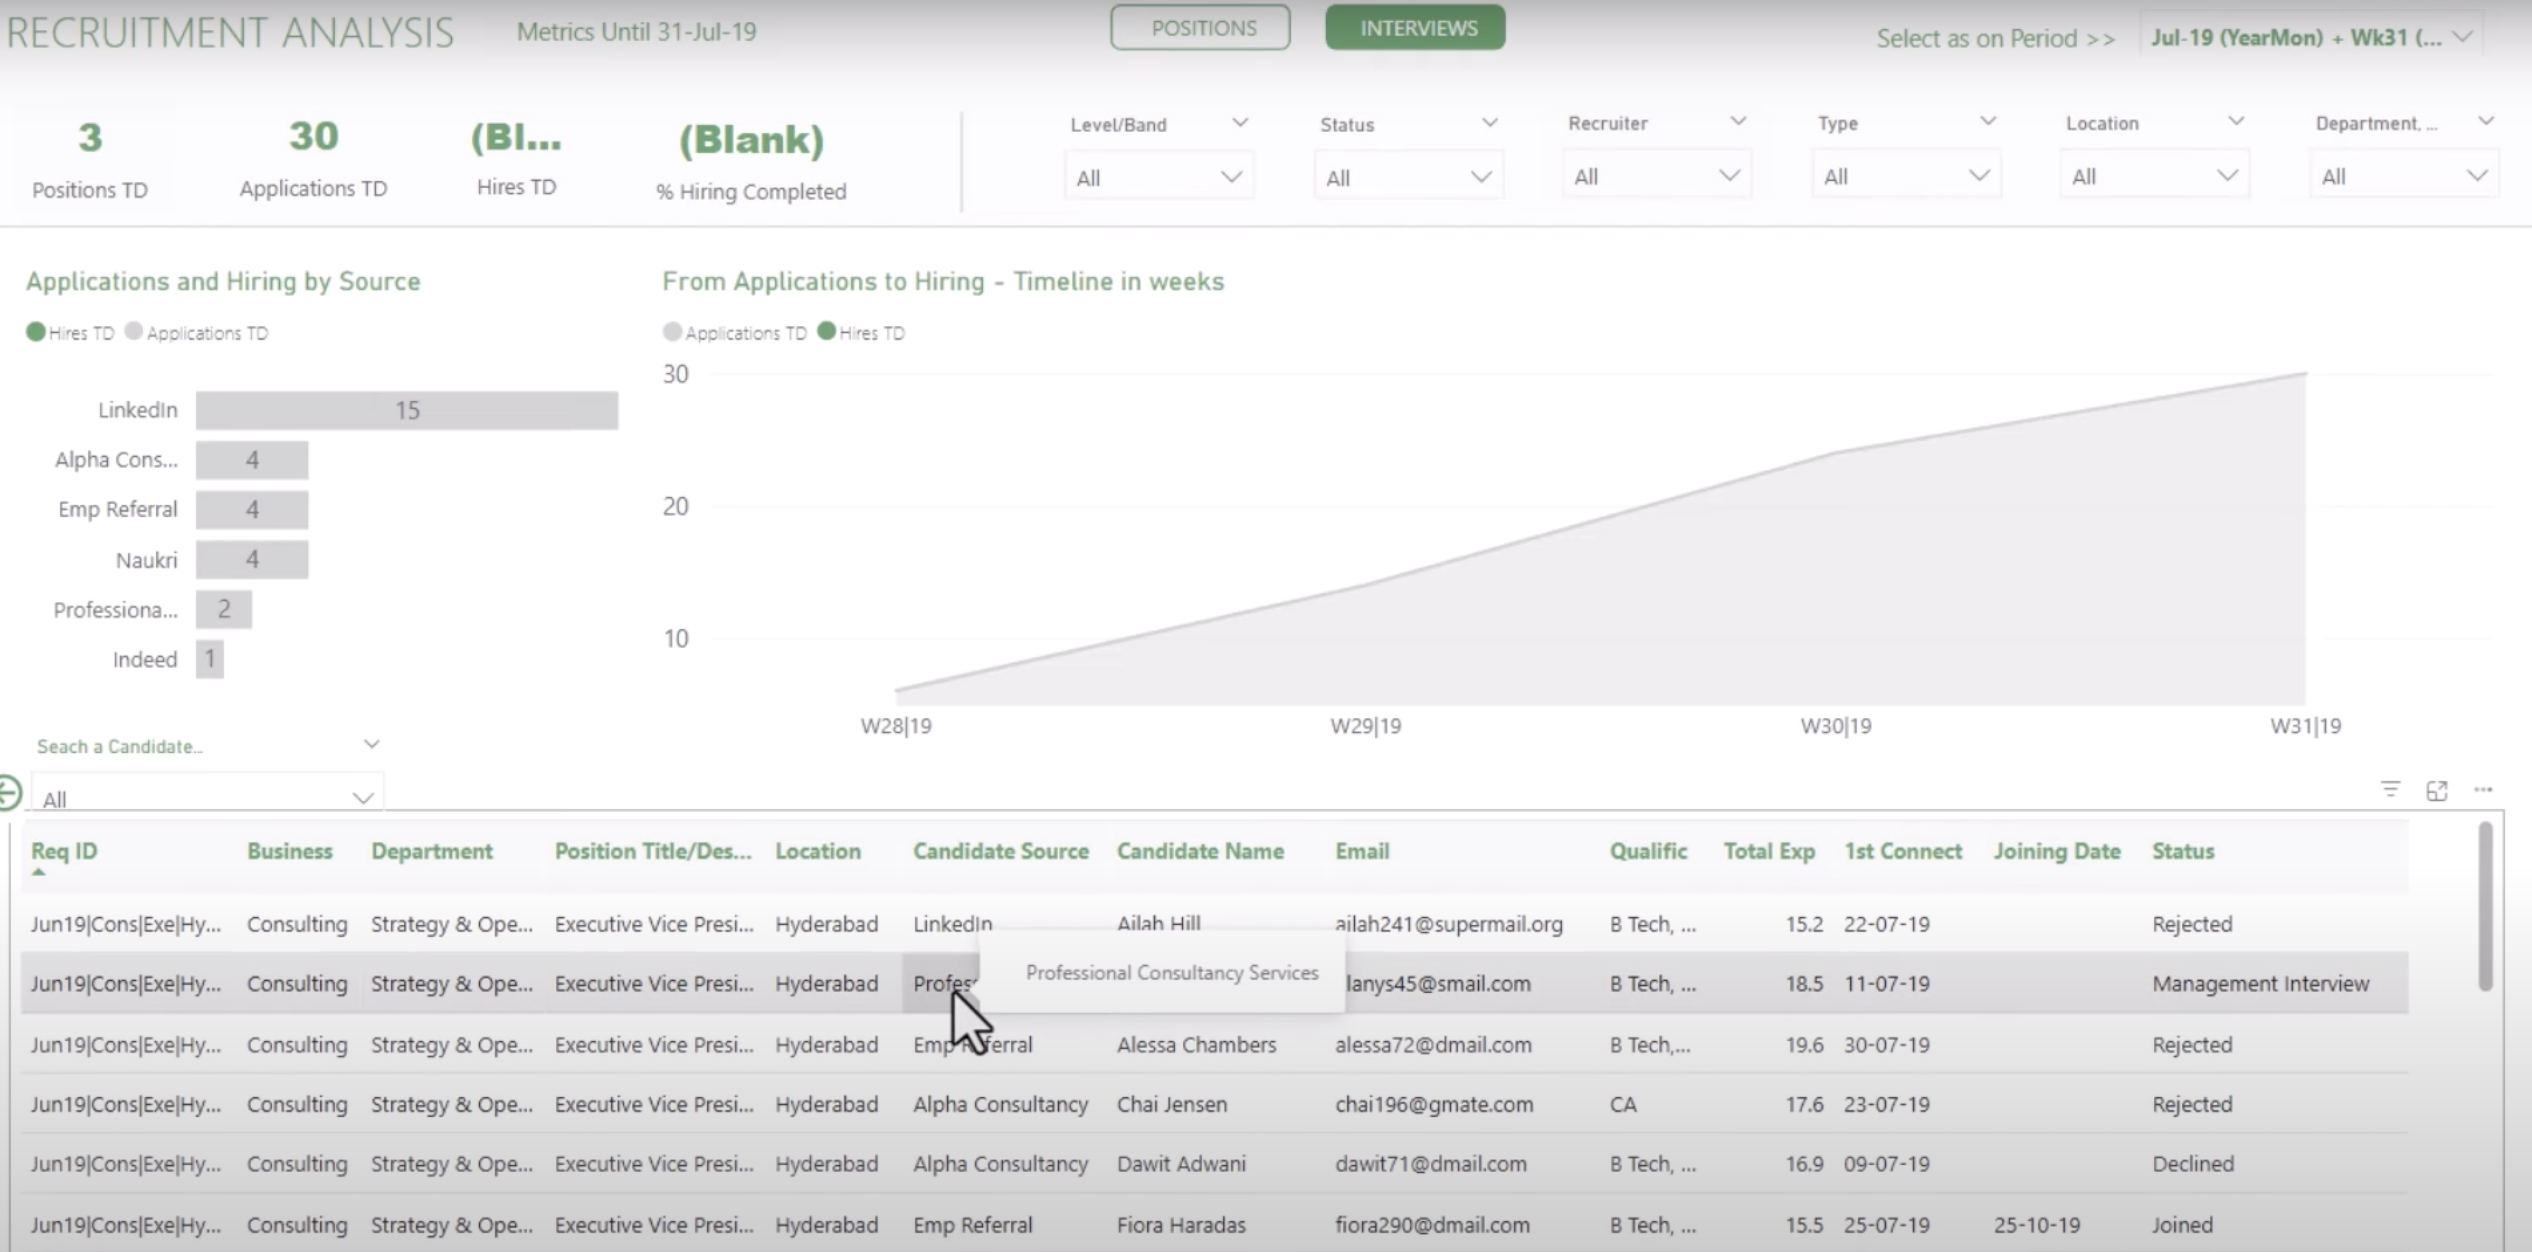 RECRUITMENT ANALYSIS
Metrics Until 31-Jul-19
POSITIONS
INTERVIEWS
Select as on Period >>
Jul-19 (YearMon) + Wk31 (...
3
Positions TD
30
Applications TD
(Bl...
Hires TD
(Blank)
% Hiring Completed
Level/Band
All
Status
All
Recruiter
All
Type
All
Location
All
Department, ...
All
Applications and Hiring by Source
Hires TD Applications TD
LinkedIn 15
Alpha Cons... 4
Emp Referral 4
Naukri 4
Professiona... 2
Indeed 1
From Applications to Hiring - Timeline in weeks
Applications TD Hires TD
30
20
10
W28|19 W29|19 W30|19 W31|19
Seach a Candidate...
All
Req ID Business Department Position Title/Des... Location Candidate Source Candidate Name Email Qualific Total Exp 1st Connect Joining Date Status
Jun19|Cons|Exe|Hy... Consulting Strategy & Ope... Executive Vice Presi... Hyderabad LinkedIn Ailah Hill ailah241@supermail.org B Tech, ... 15.2 22-07-19 Rejected
Jun19|Cons|Exe|Hy... Consulting Strategy & Ope... Executive Vice Presi... Hyderabad Profess Professional Consultancy Services lanys45@smail.com B Tech, ... 18.5 11-07-19 Management Interview
Jun19|Cons|Exe|Hy... Consulting Strategy & Ope... Executive Vice Presi... Hyderabad Emp Referral Alessa Chambers alessa72@dmail.com B Tech,... 19.6 30-07-19 Rejected
Jun19|Cons|Exe|Hy... Consulting Strategy & Ope... Executive Vice Presi... Hyderabad Alpha Consultancy Chai Jensen chai196@gmate.com CA 17.6 23-07-19 Rejected
Jun19|Cons|Exe|Hy... Consulting Strategy & Ope... Executive Vice Presi... Hyderabad Alpha Consultancy Dawit Adwani dawit71@dmail.com B Tech, ... 16.9 09-07-19 Declined
Jun19|Cons|Exe|Hy... Consulting Strategy & Ope... Executive Vice Presi... Hyderabad Emp Referral Fiora Haradas fiora290@dmail.com B Tech, ... 15.5 25-07-19 25-10-19 Joined